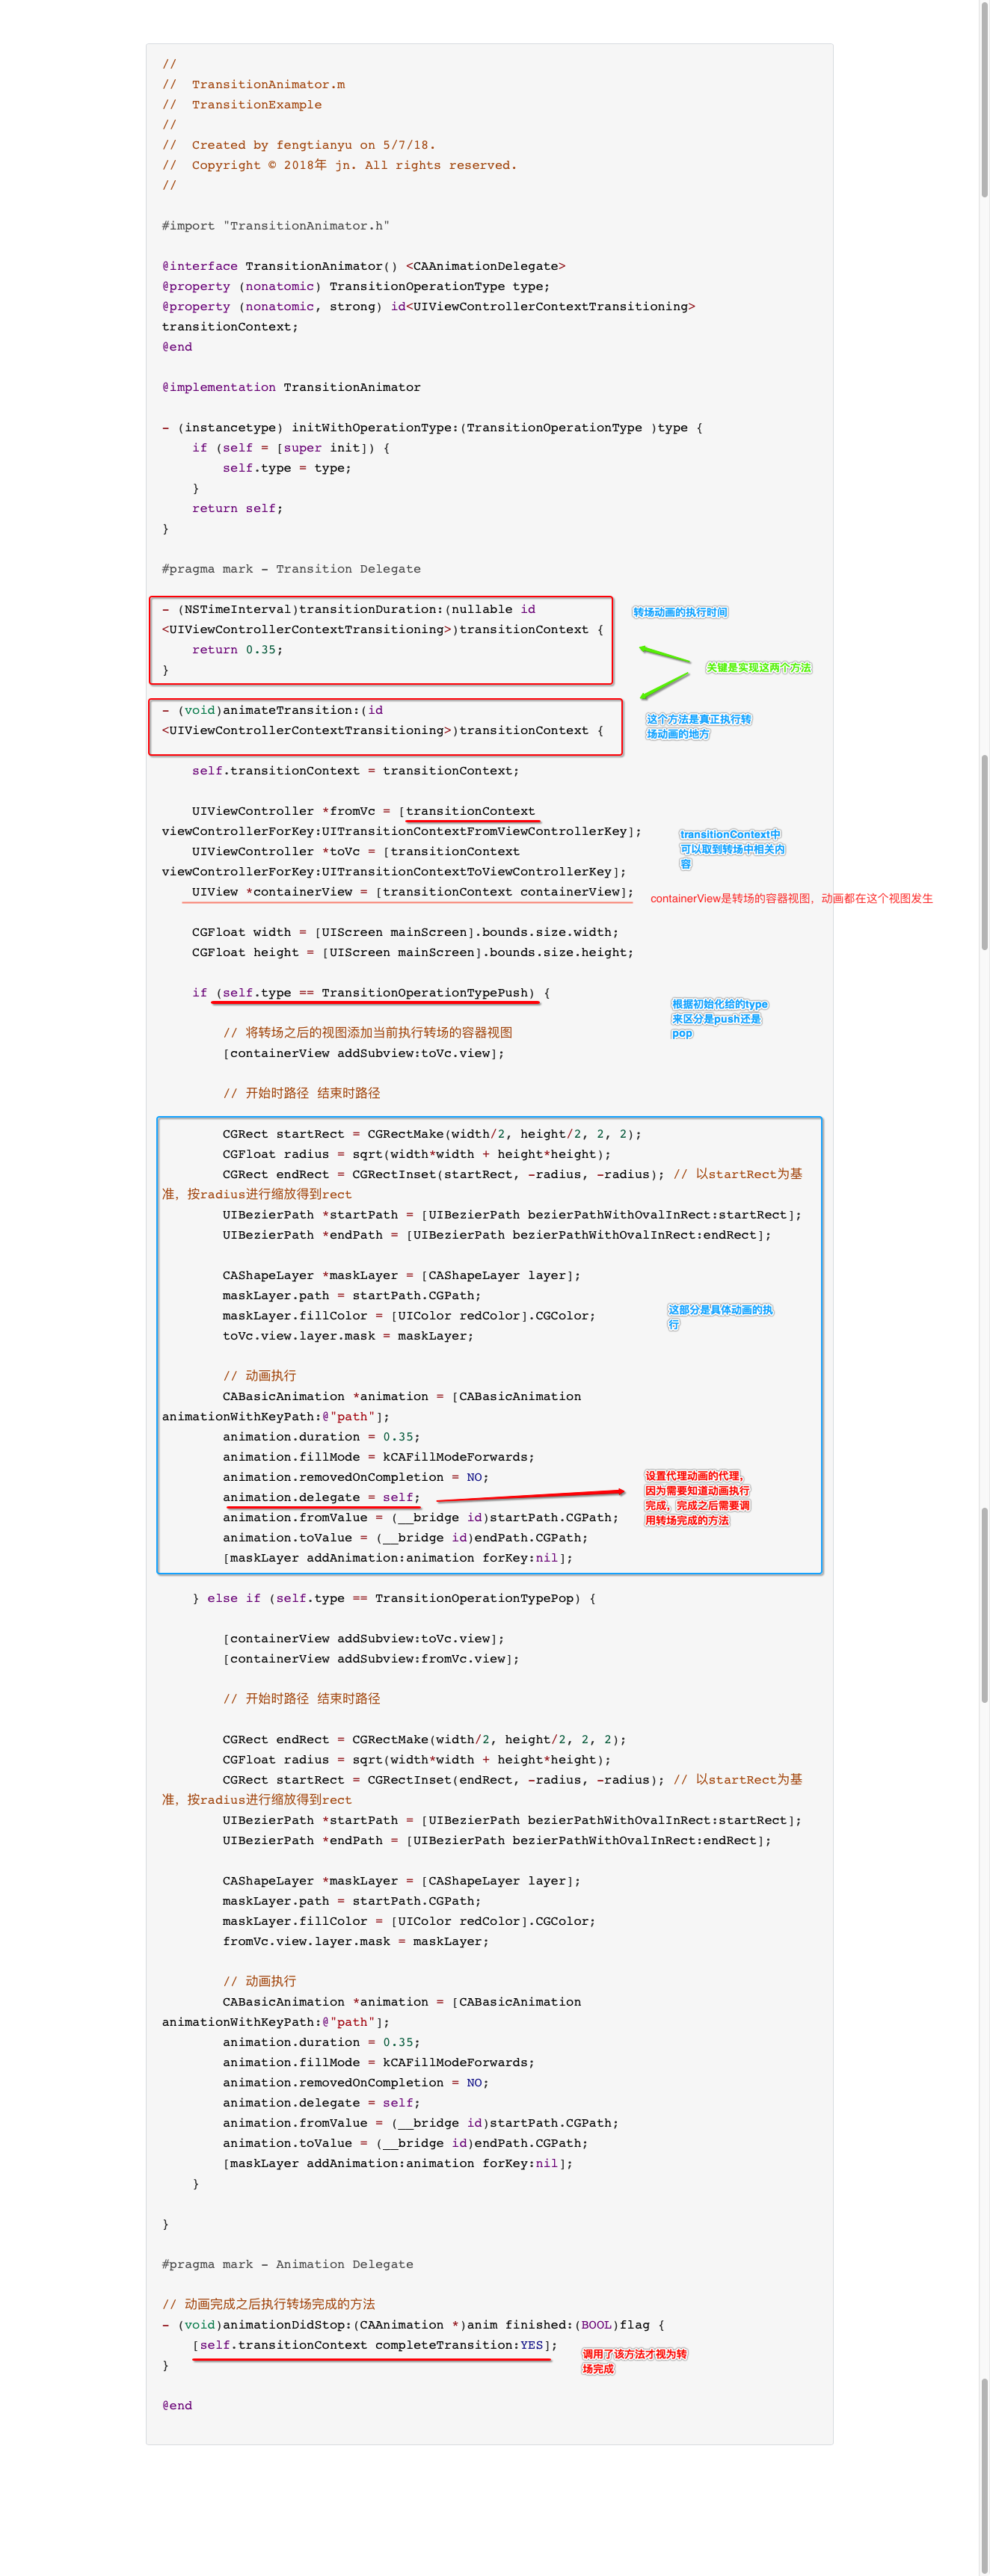 //
//  TransitionAnimator.m
//  TransitionExample
//
//  Created by fengtianyu on 5/7/18.
//  Copyright © 2018年 jn. All rights reserved.
//
#import "TransitionAnimator.h"
@interface TransitionAnimator() <CAAnimationDelegate>
@property (nonatomic) TransitionOperationType type;
@property (nonatomic, strong) id<UIViewControllerContextTransitioning>
transitionContext;
@end
@implementation TransitionAnimator
- (instancetype) initWithOperationType:(TransitionOperationType )type {
    if (self = [super init]) {
        self.type = type;
    }
    return self;
}
#pragma mark - Transition Delegate
- (NSTimeInterval)transitionDuration:(nullable id
<UIViewControllerContextTransitioning>)transitionContext {
    return 0.35;
}
转场动画的执行时间
关键是实现这两个方法
- (void)animateTransition:(id
<UIViewControllerContextTransitioning>)transitionContext {
这个方法是真正执行转
场动画的地方
    self.transitionContext = transitionContext;
    UIViewController *fromVc = [transitionContext
viewControllerForKey:UITransitionContextFromViewControllerKey];
    UIViewController *toVc = [transitionContext
viewControllerForKey:UITransitionContextToViewControllerKey];
    UIView *containerView = [transitionContext containerView];
transitionContext中
可以取到转场中相关内
容
containerView是转场的容器视图，动画都在这个视图发生
    CGFloat width = [UIScreen mainScreen].bounds.size.width;
    CGFloat height = [UIScreen mainScreen].bounds.size.height;
    if (self.type == TransitionOperationTypePush) {
根据初始化给的type
来区分是push还是
pop
        // 将转场之后的视图添加当前执行转场的容器视图
        [containerView addSubview:toVc.view];
        // 开始时路径 结束时路径
        CGRect startRect = CGRectMake(width/2, height/2, 2, 2);
        CGFloat radius = sqrt(width*width + height*height);
        CGRect endRect = CGRectInset(startRect, -radius, -radius); // 以startRect为基
准，按radius进行缩放得到rect
        UIBezierPath *startPath = [UIBezierPath bezierPathWithOvalInRect:startRect];
        UIBezierPath *endPath = [UIBezierPath bezierPathWithOvalInRect:endRect];
        CAShapeLayer *maskLayer = [CAShapeLayer layer];
        maskLayer.path = startPath.CGPath;
        maskLayer.fillColor = [UIColor redColor].CGColor;
        toVc.view.layer.mask = maskLayer;
这部分是具体动画的执
行
        // 动画执行
        CABasicAnimation *animation = [CABasicAnimation
animationWithKeyPath:@"path"];
        animation.duration = 0.35;
        animation.fillMode = kCAFillModeForwards;
        animation.removedOnCompletion = NO;
        animation.delegate = self;
        animation.fromValue = (__bridge id)startPath.CGPath;
        animation.toValue = (__bridge id)endPath.CGPath;
        [maskLayer addAnimation:animation forKey:nil];
设置代理动画的代理，
因为需要知道动画执行
完成，完成之后需要调
用转场完成的方法
    } else if (self.type == TransitionOperationTypePop) {
        [containerView addSubview:toVc.view];
        [containerView addSubview:fromVc.view];
        // 开始时路径 结束时路径
        CGRect endRect = CGRectMake(width/2, height/2, 2, 2);
        CGFloat radius = sqrt(width*width + height*height);
        CGRect startRect = CGRectInset(endRect, -radius, -radius); // 以startRect为基
准，按radius进行缩放得到rect
        UIBezierPath *startPath = [UIBezierPath bezierPathWithOvalInRect:startRect];
        UIBezierPath *endPath = [UIBezierPath bezierPathWithOvalInRect:endRect];
        CAShapeLayer *maskLayer = [CAShapeLayer layer];
        maskLayer.path = startPath.CGPath;
        maskLayer.fillColor = [UIColor redColor].CGColor;
        fromVc.view.layer.mask = maskLayer;
        // 动画执行
        CABasicAnimation *animation = [CABasicAnimation
animationWithKeyPath:@"path"];
        animation.duration = 0.35;
        animation.fillMode = kCAFillModeForwards;
        animation.removedOnCompletion = NO;
        animation.delegate = self;
        animation.fromValue = (__bridge id)startPath.CGPath;
        animation.toValue = (__bridge id)endPath.CGPath;
        [maskLayer addAnimation:animation forKey:nil];
    }
}
#pragma mark - Animation Delegate
// 动画完成之后执行转场完成的方法
- (void)animationDidStop:(CAAnimation *)anim finished:(BOOL)flag {
    [self.transitionContext completeTransition:YES];
}
调用了该方法才视为转
场完成
@end